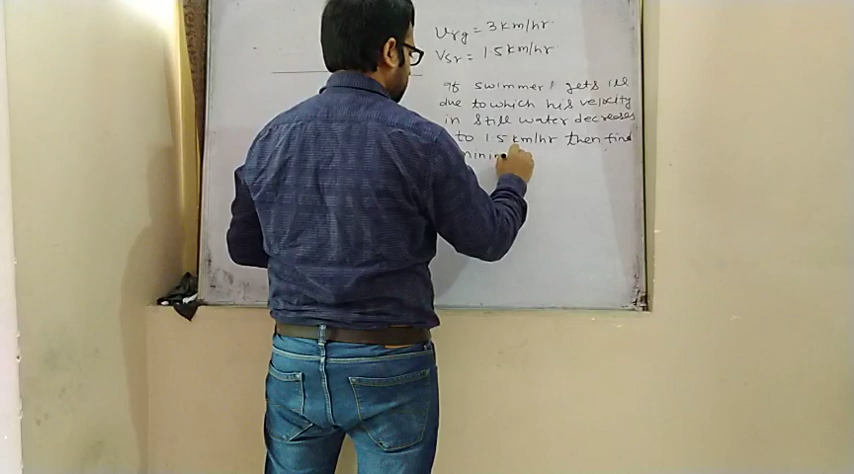 Vrg = 3 km/hr
Vsr = 1.5 km/hr
If swimmer gets ill
due to which his velocity
in still water decreases
to 1.5 km/hr then find